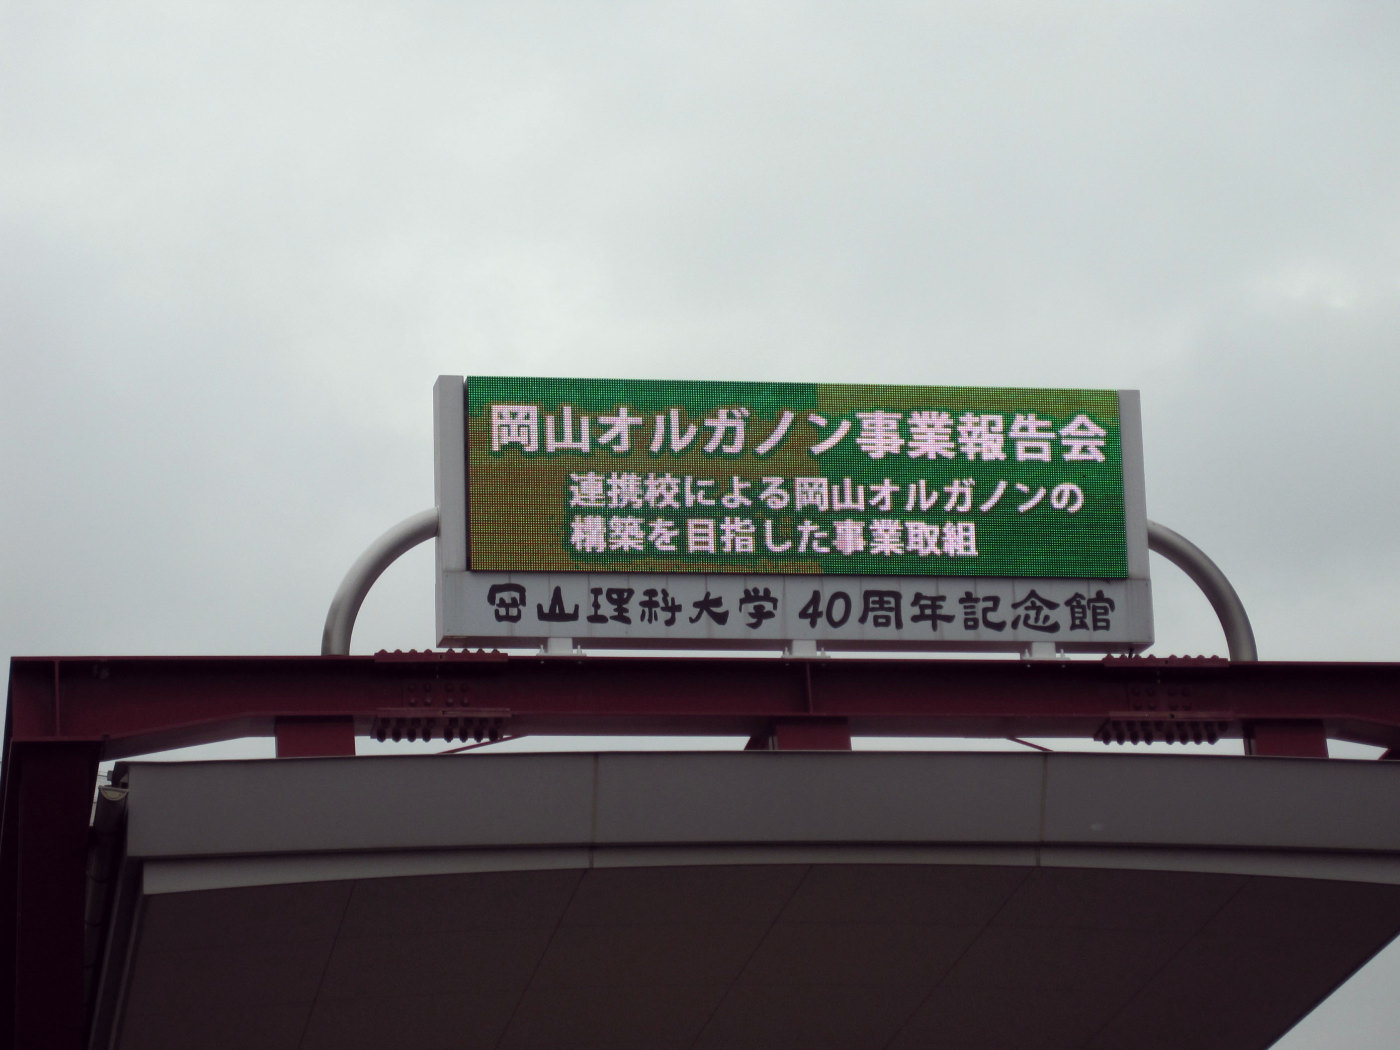 岡山オルガノン事業報告会
連携校による岡山オルガノンの
構築を目指した事業取組
岡山理科大学 40周年記念館